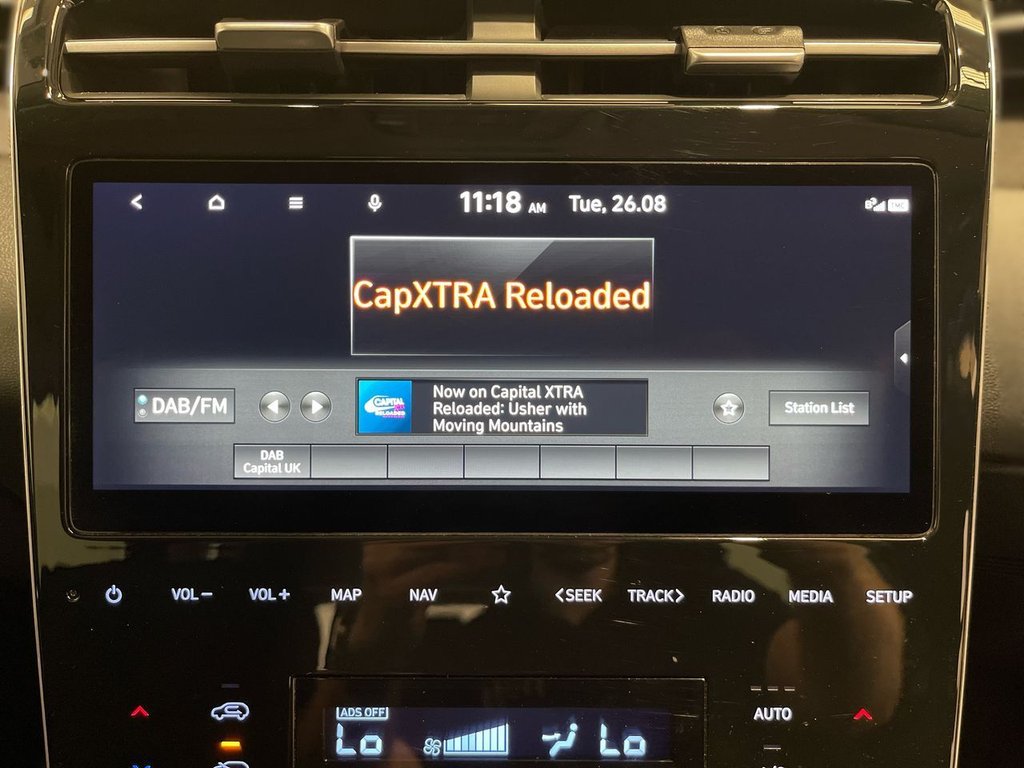 11:18 AM Tue, 26.08
CapXTRA Reloaded
DAB/FM
CAPITAL
RELOADED
Now on Capital XTRA
Reloaded: Usher with
Moving Mountains
Station List
DAB
Capital UK
VOL− VOL+ MAP NAV <SEEK TRACK> RADIO MEDIA SETUP
ADS OFF
AUTO
Lo Lo